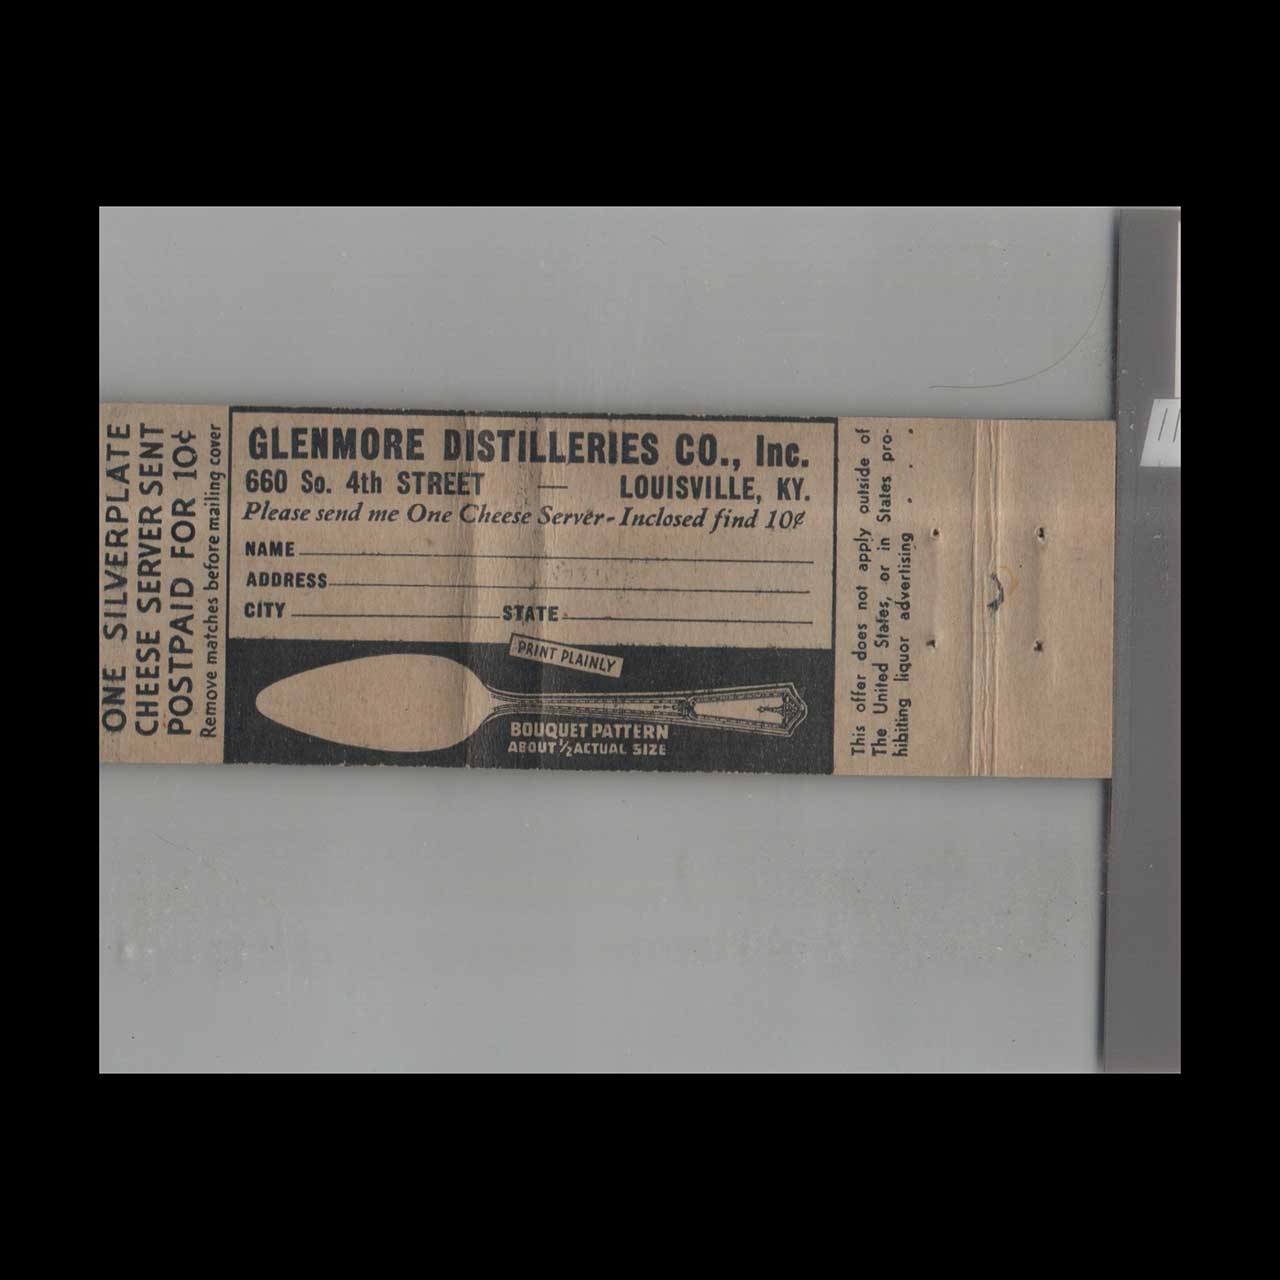 ONE SILVERPLATE
CHEESE SERVER SENT
POSTPAID FOR 10¢
Remove matches before mailing cover
GLENMORE DISTILLERIES CO., Inc.
660 So. 4th STREET — LOUISVILLE, KY.
Please send me One Cheese Server - Inclosed find 10¢
NAME
ADDRESS
CITY STATE
PRINT PLAINLY
BOUQUET PATTERN
ABOUT ½ ACTUAL SIZE
This offer does not apply outside of
The United States, or in States pro-
hibiting liquor advertising . . .